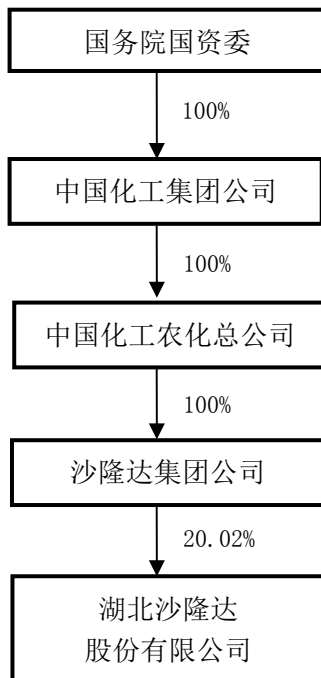 国务院国资委
100%
中国化工集团公司
100%
中国化工农化总公司
100%
沙隆达集团公司
20.02%
湖北沙隆达
股份有限公司